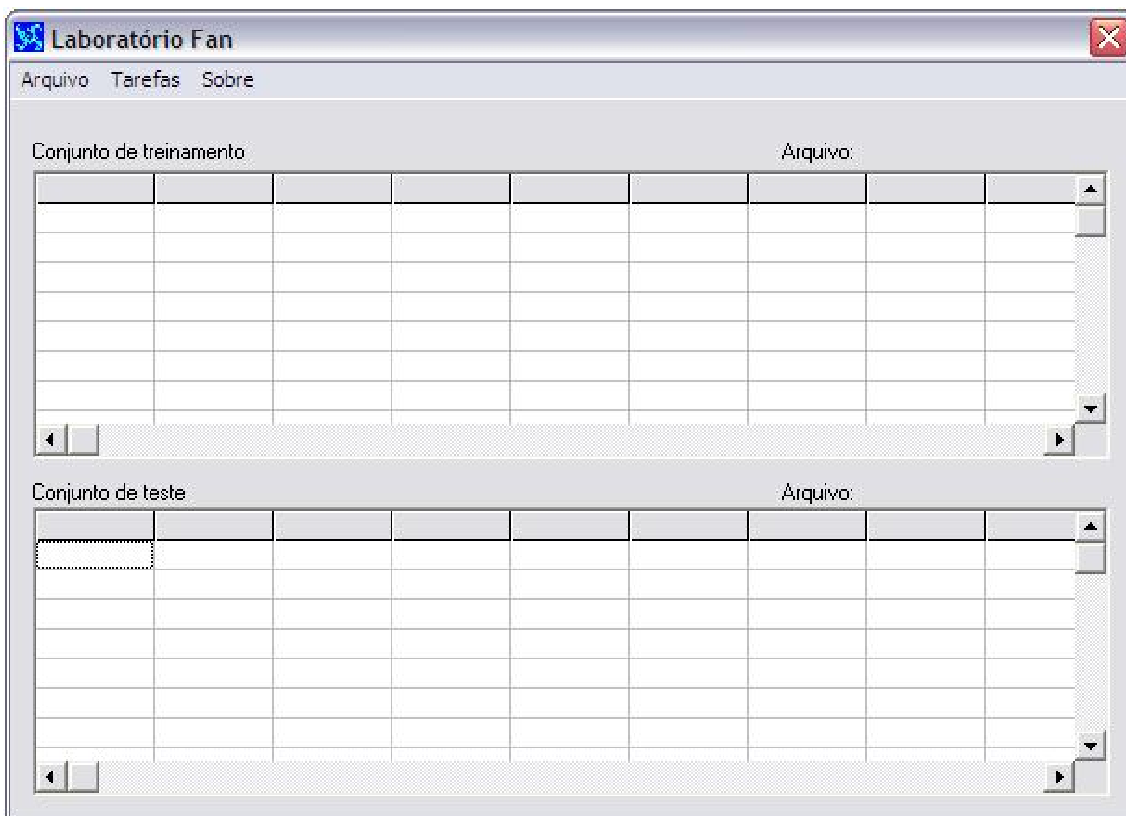 Laboratório Fan
Arquivo Tarefas Sobre
Conjunto de treinamento Arquivo:
Conjunto de teste Arquivo: